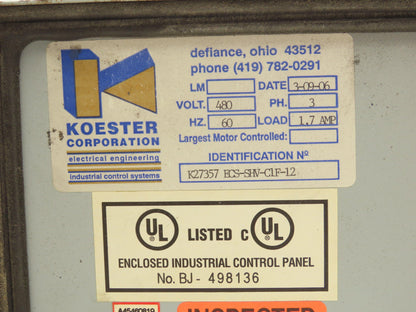 defiance, ohio 43512
phone (419) 782-0291
LM DATE 3-09-06
VOLT. 480 PH. 3
HZ. 60 LOAD 1.7 AMP
Largest Motor Controlled:
IDENTIFICATION Nº
K27357 ECS-SHV-C1F-12
K
KOESTER
CORPORATION
electrical engineering
industrial control systems
UL LISTED C UL
ENCLOSED INDUSTRIAL CONTROL PANEL
No. BJ - 498136
A45460819
INSPECTED